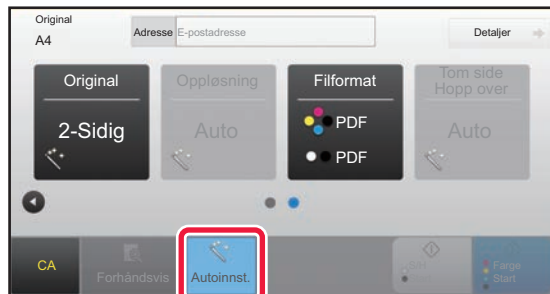 Original
A4
Adresse E-postadresse
Detaljer
Original
2-Sidig
Oppløsning
Auto
Filformat
PDF
PDF
Tom side
Hopp over
Auto
CA
Forhåndsvis
Autoinnst.
S/H
Start
Farge
Start